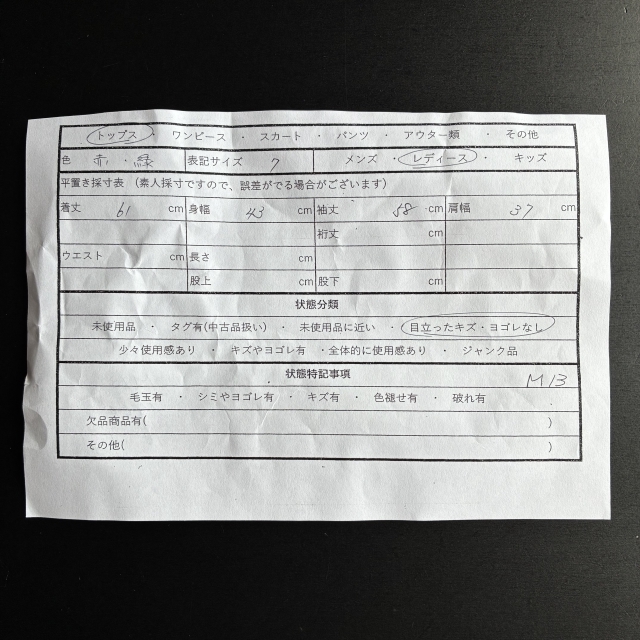 トップス ・ ワンピース ・ スカート ・ パンツ ・ アウター類 ・ その他
色 赤・緑 表記サイズ 7 メンズ ・ レディース ・ キッズ
平置き採寸表 (素人採寸ですので、誤差がでる場合がございます)
着丈 61 cm 身幅 43 cm 袖丈 58 cm 肩幅 37 cm
裄丈 cm
ウエスト cm 長さ cm
股上 cm 股下 cm
状態分類
未使用品 ・ タグ有(中古品扱い) ・ 未使用品に近い ・ 目立ったキズ・ヨゴレなし
少々使用感あり ・ キズやヨゴレ有 ・全体的に使用感あり ・ ジャンク品
状態特記事項 M13
毛玉有 ・ シミやヨゴレ有 ・ キズ有 ・ 色褪せ有 ・ 破れ有
欠品商品有( )
その他( )